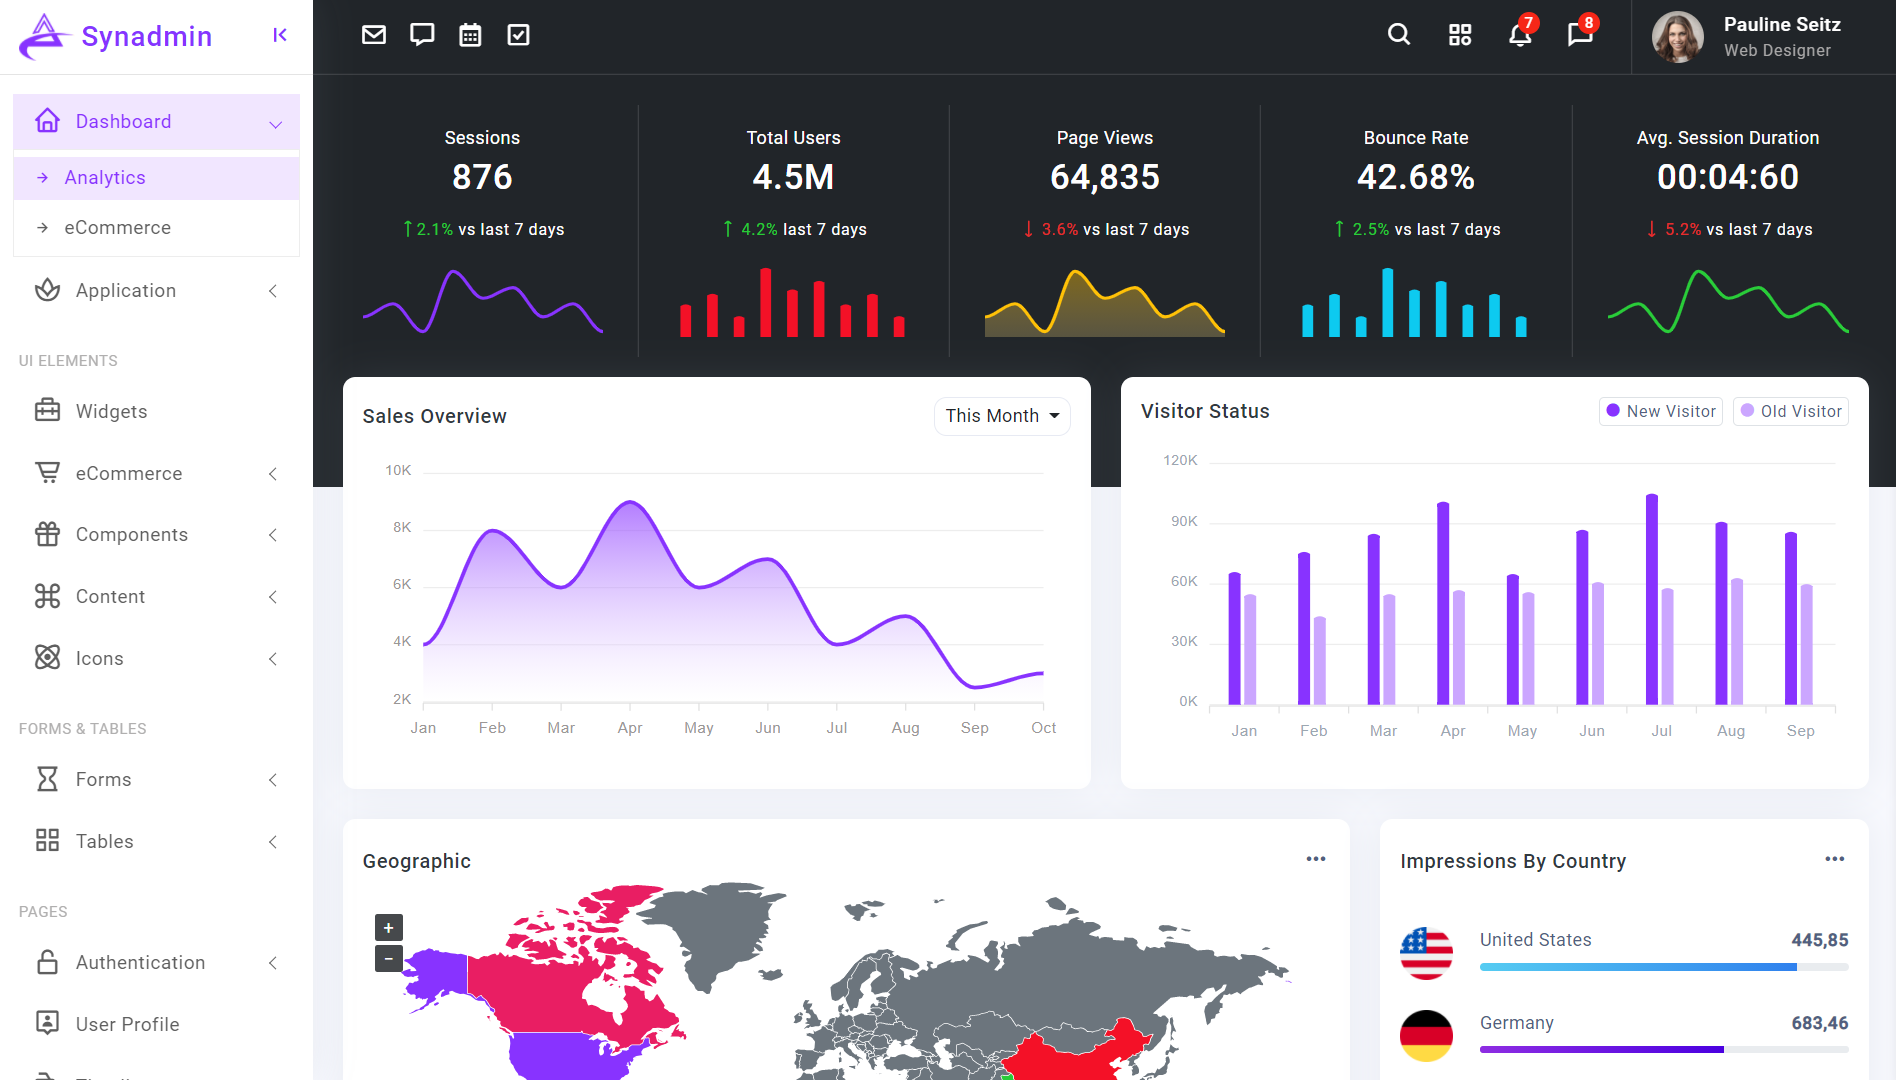 Synadmin
Dashboard
Analytics
eCommerce
Application
UI ELEMENTS
Widgets
eCommerce
Components
Content
Icons
FORMS & TABLES
Forms
Tables
PAGES
Authentication
User Profile
7
8
Pauline Seitz
Web Designer
Sessions
876
2.1% vs last 7 days
Total Users
4.5M
4.2% last 7 days
Page Views
64,835
3.6% vs last 7 days
Bounce Rate
42.68%
2.5% vs last 7 days
Avg. Session Duration
00:04:60
5.2% vs last 7 days
Sales Overview
This Month
10K
8K
6K
4K
2K
Jan Feb Mar Apr May Jun Jul Aug Sep Oct
Visitor Status
New Visitor
Old Visitor
120K
90K
60K
30K
0K
Jan Feb Mar Apr May Jun Jul Aug Sep
Geographic
+
−
Impressions By Country
United States 445,85
Germany 683,46